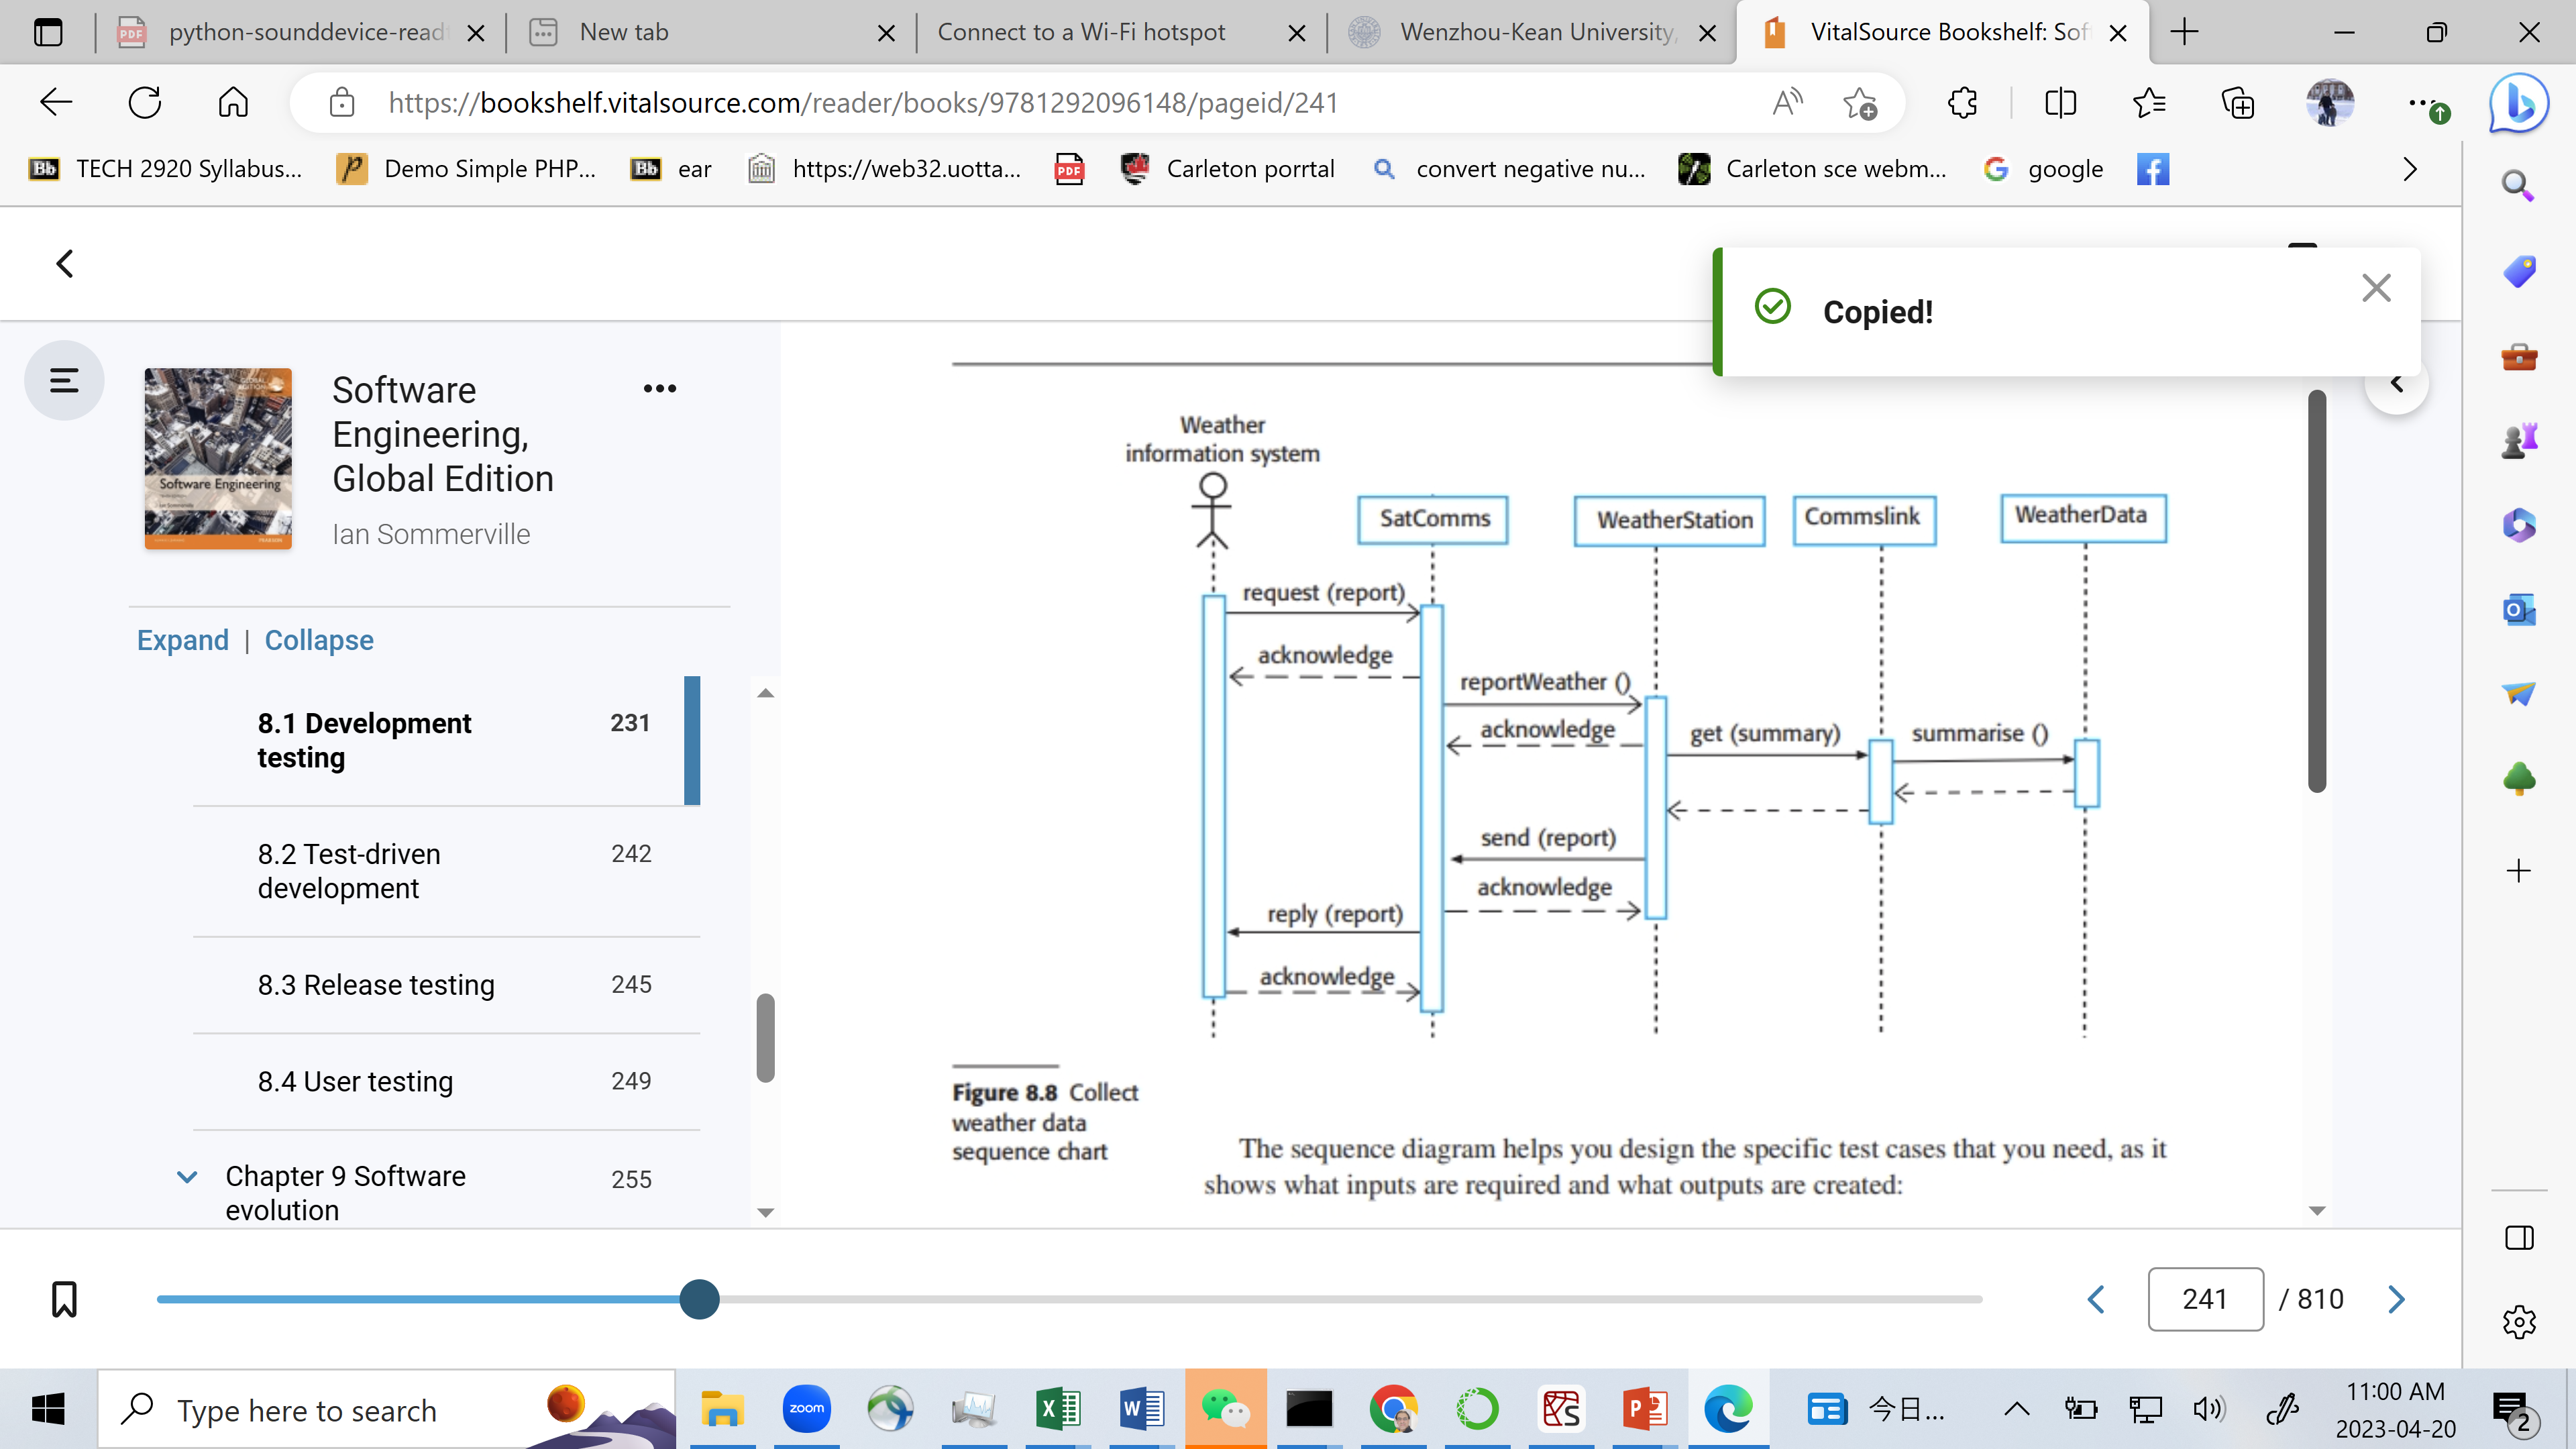 python-sounddevice-read
New tab
Connect to a Wi-Fi hotspot
Wenzhou-Kean University,
VitalSource Bookshelf: Sof
https://bookshelf.vitalsource.com/reader/books/9781292096148/pageid/241
TECH 2920 Syllabus...
Demo Simple PHP...
ear
https://web32.uotta...
PDF
Carleton porrtal
convert negative nu...
Carleton sce webm...
google
Copied!
Software
Engineering,
Global Edition
Ian Sommerville
Software Engineering
Expand | Collapse
8.1 Development
testing
231
8.2 Test-driven
development
242
8.3 Release testing
245
8.4 User testing
249
Chapter 9 Software
evolution
255
Weather
information system
SatComms
WeatherStation
Commslink
WeatherData
request (report)
acknowledge
reportWeather ()
acknowledge
get (summary)
summarise ()
send (report)
acknowledge
reply (report)
acknowledge
Figure 8.8 Collect
weather data
sequence chart
The sequence diagram helps you design the specific test cases that you need, as it
shows what inputs are required and what outputs are created:
241 / 810
Type here to search
zoom
今日...
11:00 AM
2023-04-20
2